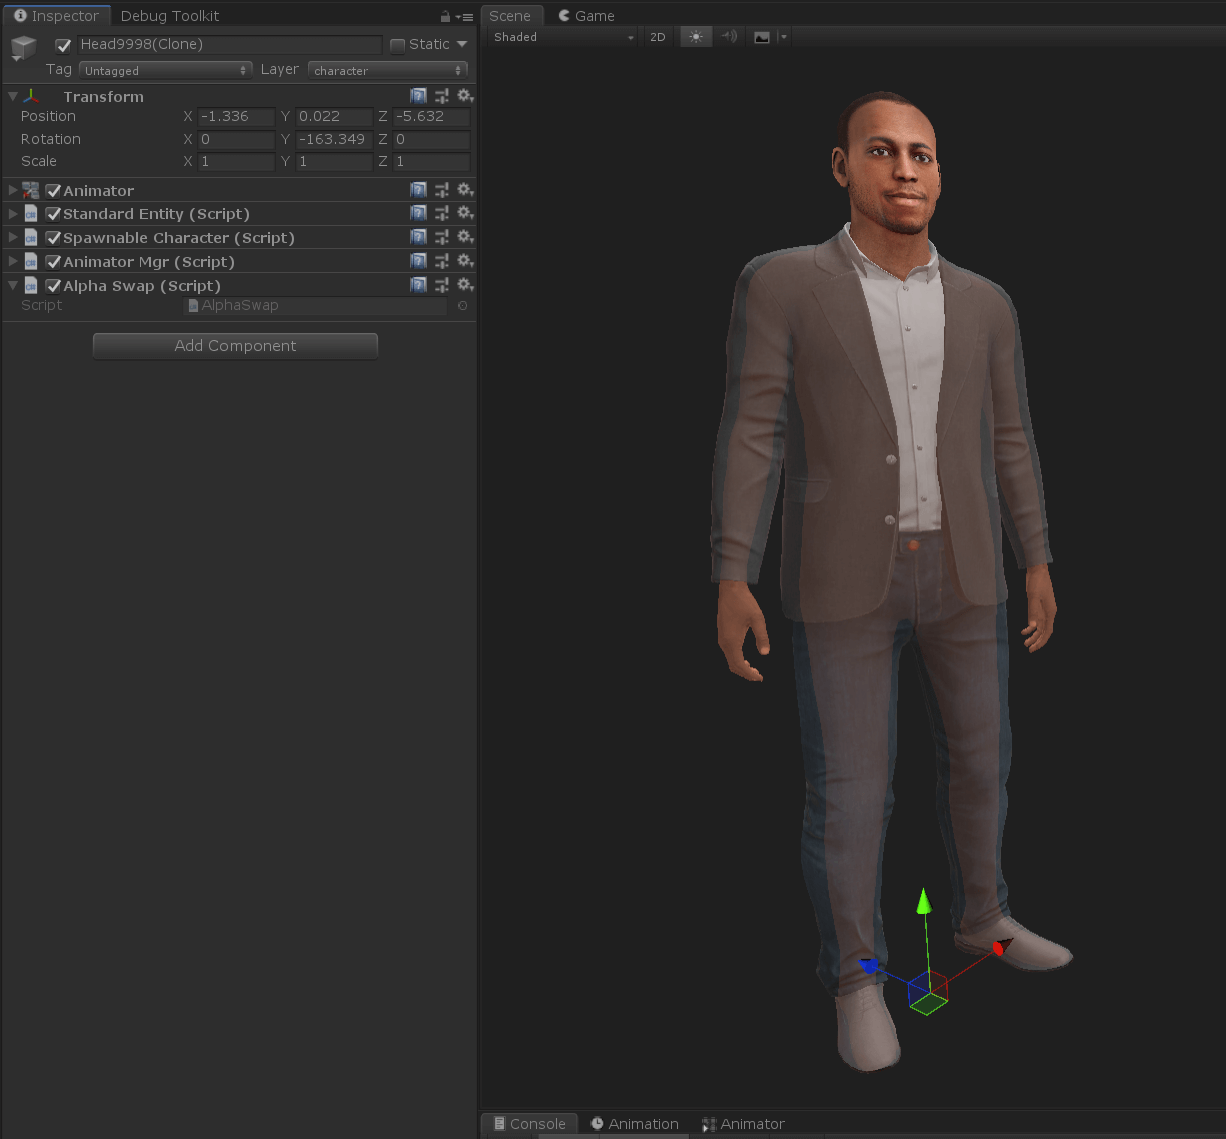 Inspector
Debug Toolkit
Head9998(Clone)
Static
Tag
Untagged
Layer
character
Transform
Position
X
-1.336
Y
0.022
Z
-5.632
Rotation
X
0
Y
-163.349
Z
0
Scale
X
1
Y
1
Z
1
Animator
Standard Entity (Script)
Spawnable Character (Script)
Animator Mgr (Script)
Alpha Swap (Script)
Script
AlphaSwap
Add Component
Scene
Game
Shaded
2D
Console
Animation
Animator